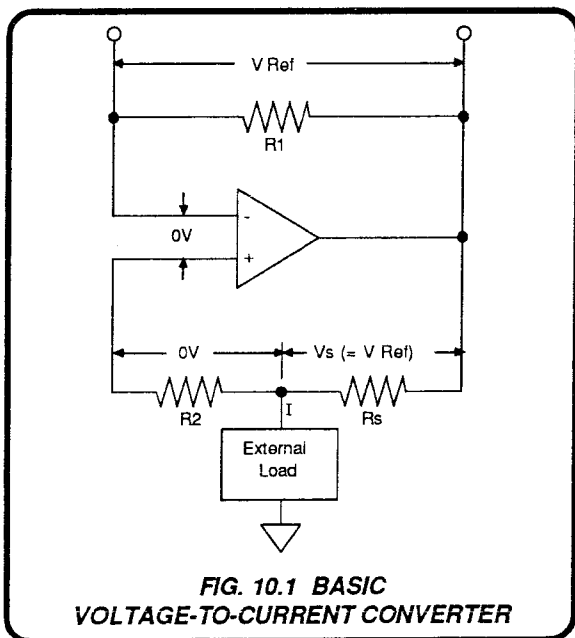 V Ref
R1
-
0V
+
0V
Vs (= V Ref)
R2
I
Rs
External
Load
FIG. 10.1 BASIC
VOLTAGE-TO-CURRENT CONVERTER